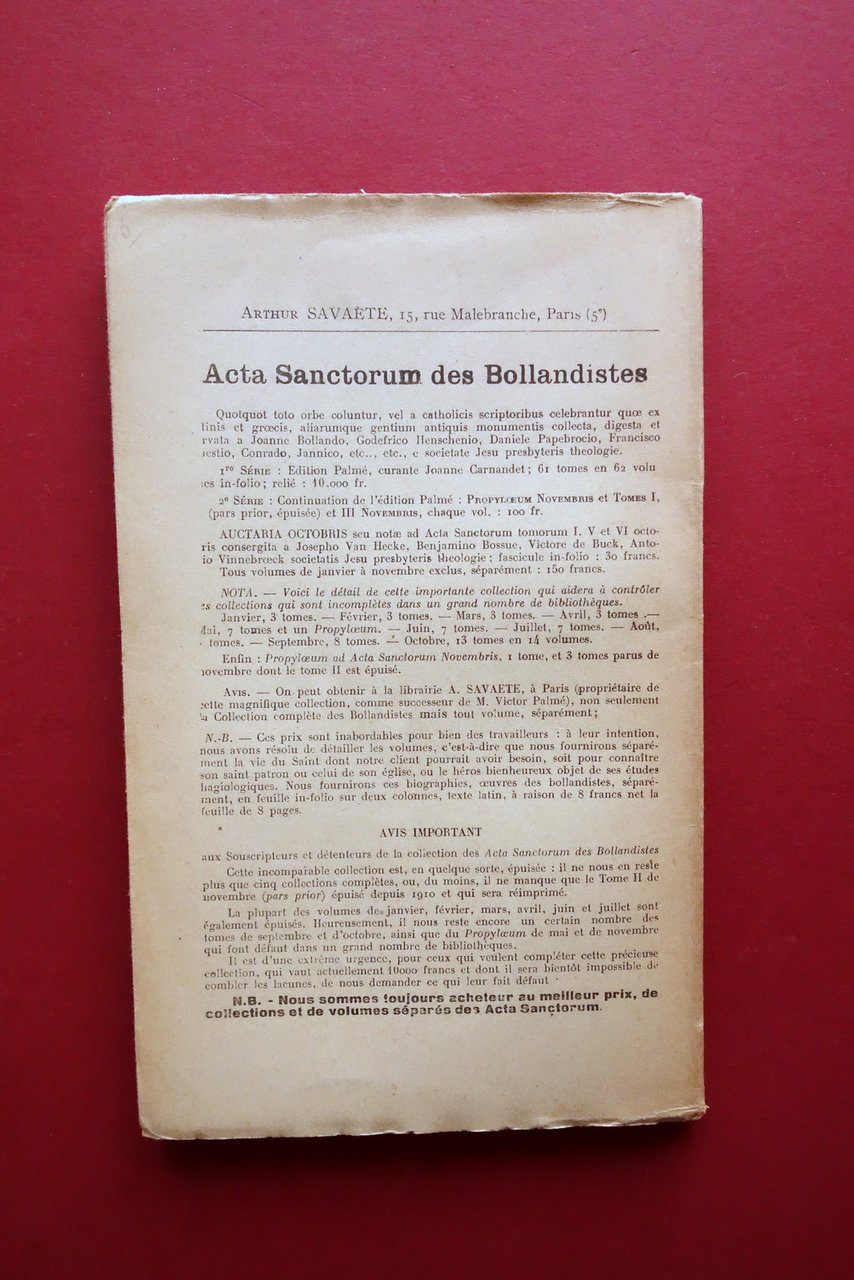 ARTHUR SAVAÈTE, 15, rue Malebranche, Paris (5ᵉ)
Acta Sanctorum des Bollandistes
Quotquot toto orbe coluntur, vel a catholicis scriptoribus celebrantur quœ ex
tinis et grœcis, aliarumque gentium antiquis monumentis collecta, digesta et
rvata a Joanne Bollando, Godefrico Henschenio, Daniele Papebrocio, Francisco
estio, Conrado, Jannico, etc.., etc., e societate Jesu presbyteris theologie.
1ʳᵉ SÉRIE : Edition Palmé, curante Joanne Carnandet ; 61 tomes en 62 volu
es in-folio ; relié : 10.000 fr.
2ᵉ SÉRIE : Continuation de l'édition Palmé : PROPYLŒUM NOVEMBRIS et TOMES I,
(pars prior, épuisée) et III NOVEMBRIS, chaque vol. : 100 fr.
AUCTARIA OCTOBRIS seu notæ ad Acta Sanctorum tomorum I. V et VI octo-
ris consergita a Josepho Van Hecke, Benjamino Bossue, Victore de Buck, Anto-
io Vinnebrœck societatis Jesu presbyteris theologie ; fascicule in-folio : 30 francs.
Tous volumes de janvier à novembre exclus, séparément : 150 francs.
NOTA. — Voici le détail de cette importante collection qui aidera à contrôler
es collections qui sont incomplètes dans un grand nombre de bibliothèques.
Janvier, 3 tomes. — Février, 3 tomes. — Mars, 3 tomes. — Avril, 3 tomes .—
Mai, 7 tomes et un Propylœum. — Juin, 7 tomes. — Juillet, 7 tomes. — Août,
tomes. — Septembre, 8 tomes. — Octobre, 13 tomes en 14 volumes.
Enfin : Propylœum ad Acta Sanctorum Novembris, 1 tome, et 3 tomes parus de
novembre dont le tome II est épuisé.
AVIS. — On peut obtenir à la librairie A. SAVAETE, à Paris (propriétaire de
cette magnifique collection, comme successeur de M. Victor Palmé), non seulement
la Collection complète des Bollandistes mais tout volume, séparément ;
N.-B. — Ces prix sont inabordables pour bien des travailleurs : à leur intention,
nous avons résolu de détailler les volumes, c'est-à-dire que nous fournirons séparé-
ment la vie du Saint dont notre client pourrait avoir besoin, soit pour connaître
son saint patron ou celui de son église, ou le héros bienheureux objet de ses études
hagiologiques. Nous fournirons ces biographies, œuvres des bollandistes, séparé-
ment, en feuille in-folio sur deux colonnes, texte latin, à raison de 8 francs net la
feuille de 8 pages.
AVIS IMPORTANT
aux Souscripteurs et détenteurs de la collection des Acta Sanctorum des Bollandistes
Cette incomparable collection est, en quelque sorte, épuisée : il ne nous en reste
plus que cinq collections complètes, ou, du moins, il ne manque que le Tome II de
novembre (pars prior) épuisé depuis 1910 et qui sera réimprimé.
La plupart des volumes des janvier, février, mars, avril, juin et juillet sont
également épuisés. Heureusement, il nous reste encore un certain nombre des
tomes de septembre et d'octobre, ainsi que du Propylœum de mai et de novembre
qui font défaut dans un grand nombre de bibliothèques.
Il est d'une extrême urgence, pour ceux qui veulent compléter cette précieuse
collection, qui vaut actuellement 10000 francs et dont il sera bientôt impossible de
combler les lacunes, de nous demander ce qui leur fait défaut
N.B. - Nous sommes toujours acheteur au meilleur prix, de
collections et de volumes séparés des Acta Sanctorum.